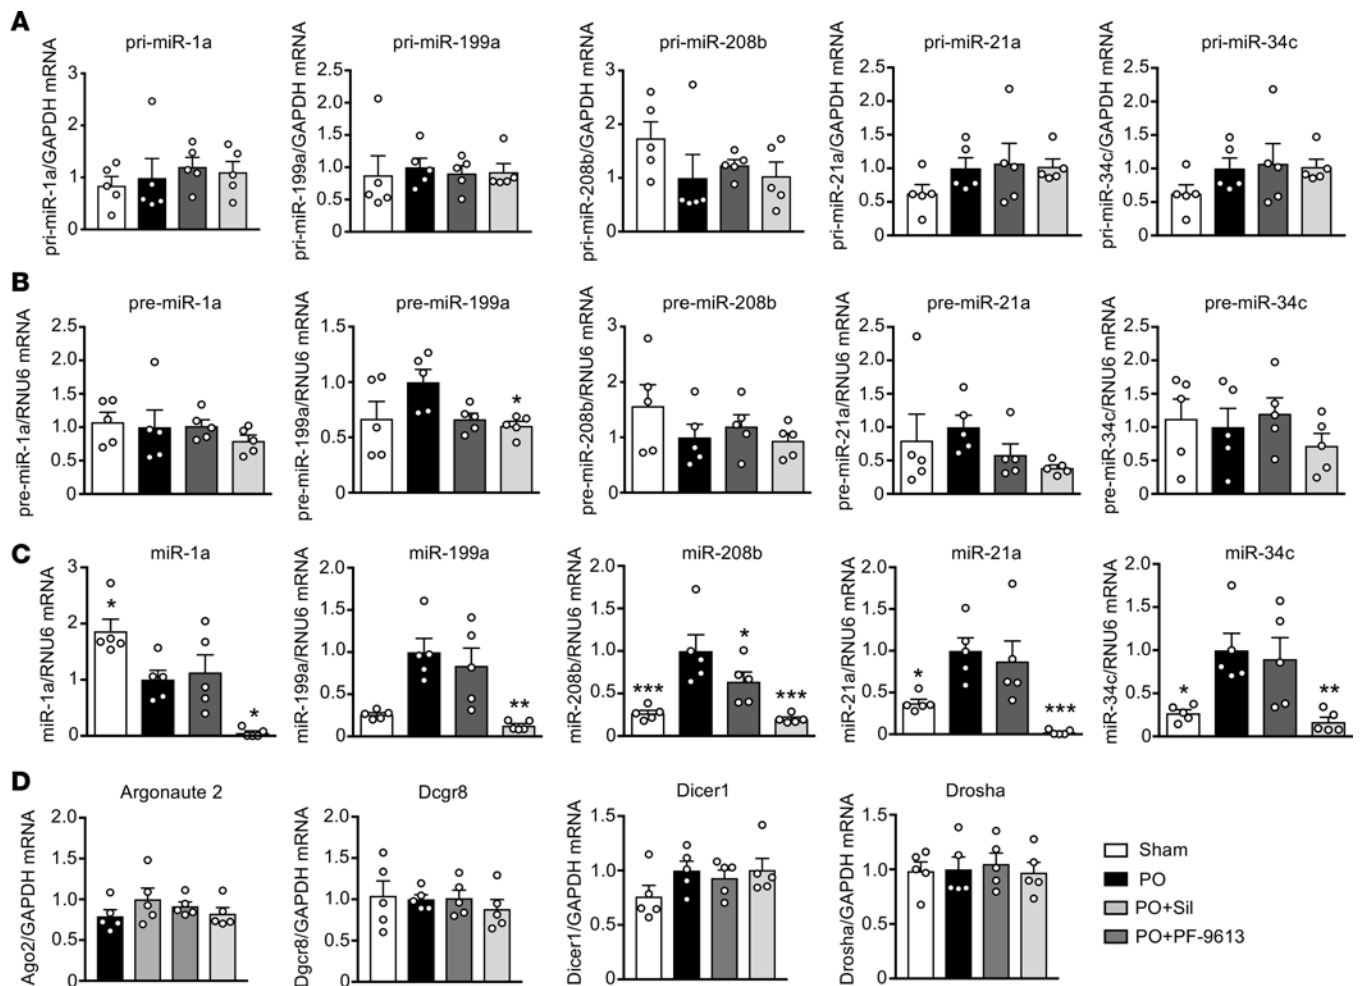 A
pri-miR-1a
pri-miR-199a
pri-miR-208b
pri-miR-21a
pri-miR-34c
pri-miR-1a/GAPDH mRNA
3
2
1
0
pri-miR-199a/GAPDH mRNA
2.5
2.0
1.5
1.0
0.5
0
pri-miR-208b/GAPDH mRNA
3
2
1
0
pri-miR-21a/GAPDH mRNA
2.5
2.0
1.5
1.0
0.5
0
pri-miR-34c/GAPDH mRNA
2.5
2.0
1.5
1.0
0.5
0
B
pre-miR-1a
pre-miR-199a
pre-miR-208b
pre-miR-21a
pre-miR-34c
pre-miR-1a/RNU6 mRNA
2.5
2.0
1.5
1.0
0.5
0
pre-miR-199a/RNU6 mRNA
1.5
1.0
0.5
0
*
pre-miR-208b/RNU6 mRNA
3
2
1
0
pre-miR-21a/RNU6 mRNA
2.5
2.0
1.5
1.0
0.5
0
pre-miR-34c/RNU6 mRNA
2.5
2.0
1.5
1.0
0.5
0
C
miR-1a
miR-199a
miR-208b
miR-21a
miR-34c
miR-1a/RNU6 mRNA
3
2
1
0
*
*
miR-199a/RNU6 mRNA
2.0
1.5
1.0
0.5
0
**
miR-208b/RNU6 mRNA
2.0
1.5
1.0
0.5
0
***
*
***
miR-21a/RNU6 mRNA
2.0
1.5
1.0
0.5
0
*
***
miR-34c/RNU6 mRNA
2.0
1.5
1.0
0.5
0
*
**
D
Argonaute 2
Dcgr8
Dicer1
Drosha
Ago2/GAPDH mRNA
2.0
1.5
1.0
0.5
0
Dgcr8/GAPDH mRNA
2.0
1.5
1.0
0.5
0
Dicer1/GAPDH mRNA
1.5
1.0
0.5
0
Drosha/GAPDH mRNA
1.5
1.0
0.5
0
Sham
PO
PO+Sil
PO+PF-9613